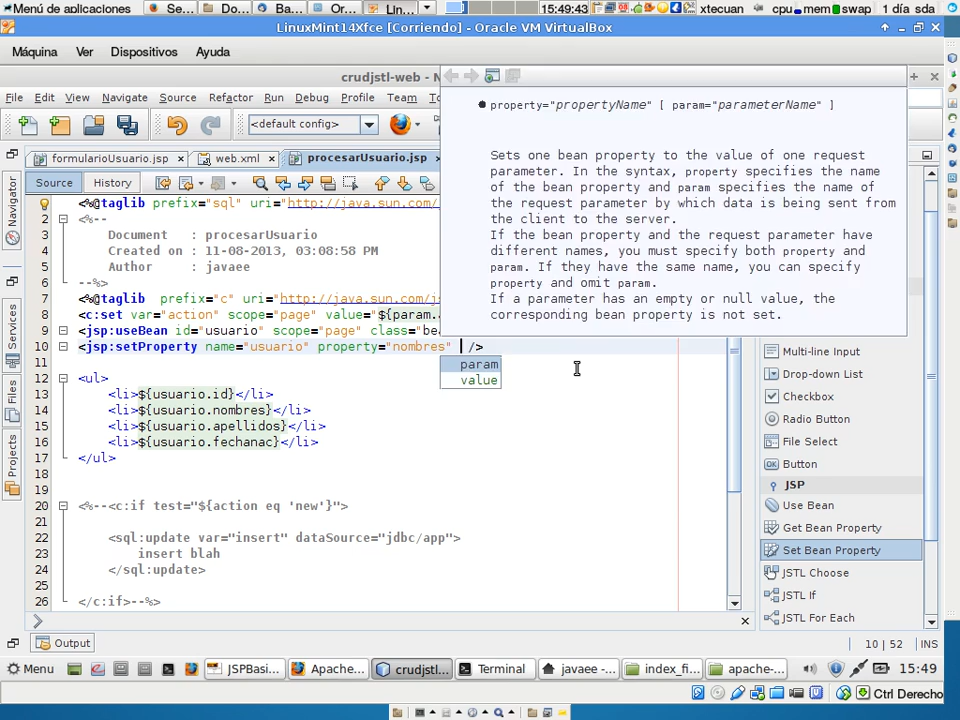 Menú de aplicaciones
Se...
Do...
Ba...
Or...
Lin...
15:49:43
xtecuan
cpu
mem
swap
1 día sda
LinuxMint14Xfce [Corriendo] - Oracle VM VirtualBox
Máquina Ver Dispositivos Ayuda
crudjstl-web - N
File Edit View Navigate Source Refactor Run Debug Profile Team
<default config>
formularioUsuario.jsp
web.xml
procesarUsuario.jsp
Source History
Navigator
Services
Files
Projects
property="propertyName" [ param="parameterName" ]
Sets one bean property to the value of one request
parameter. In the syntax, property specifies the name
of the bean property and param specifies the name of
the request parameter by which data is being sent from
the client to the server.
If the bean property and the request parameter have
different names, you must specify both property and
param. If they have the same name, you can specify
property and omit param.
If a parameter has an empty or null value, the
corresponding bean property is not set.
<%@taglib prefix="sql" uri="http://java.sun.com/
2 <%--
3 Document : procesarUsuario
4 Created on : 11-08-2013, 03:08:58 PM
5 Author : javaee
6 --%>
7 <%@taglib prefix="c" uri="http://java.sun.com/
8 <c:set var="action" scope="page" value="${param.
9 <jsp:useBean id="usuario" scope="page" class="be
10 <jsp:setProperty name="usuario" property="nombres" />
11
12 <ul>
13 <li>${usuario.id}</li>
14 <li>${usuario.nombres}</li>
15 <li>${usuario.apellidos}</li>
16 <li>${usuario.fechanac}</li>
17 </ul>
18
19
20 <%--<c:if test="${action eq 'new'}">
21
22 <sql:update var="insert" dataSource="jdbc/app">
23 insert blah
24 </sql:update>
25
26 </c:if>--%>
param
value
Multi-line Input
Drop-down List
Checkbox
Radio Button
File Select
Button
JSP
Use Bean
Get Bean Property
Set Bean Property
JSTL Choose
JSTL If
JSTL For Each
Output
10 | 52
INS
Menu
JSPBasi...
Apache...
crudjstl...
Terminal
javaee -...
index_fi...
apache-...
15:49
Ctrl Derecho